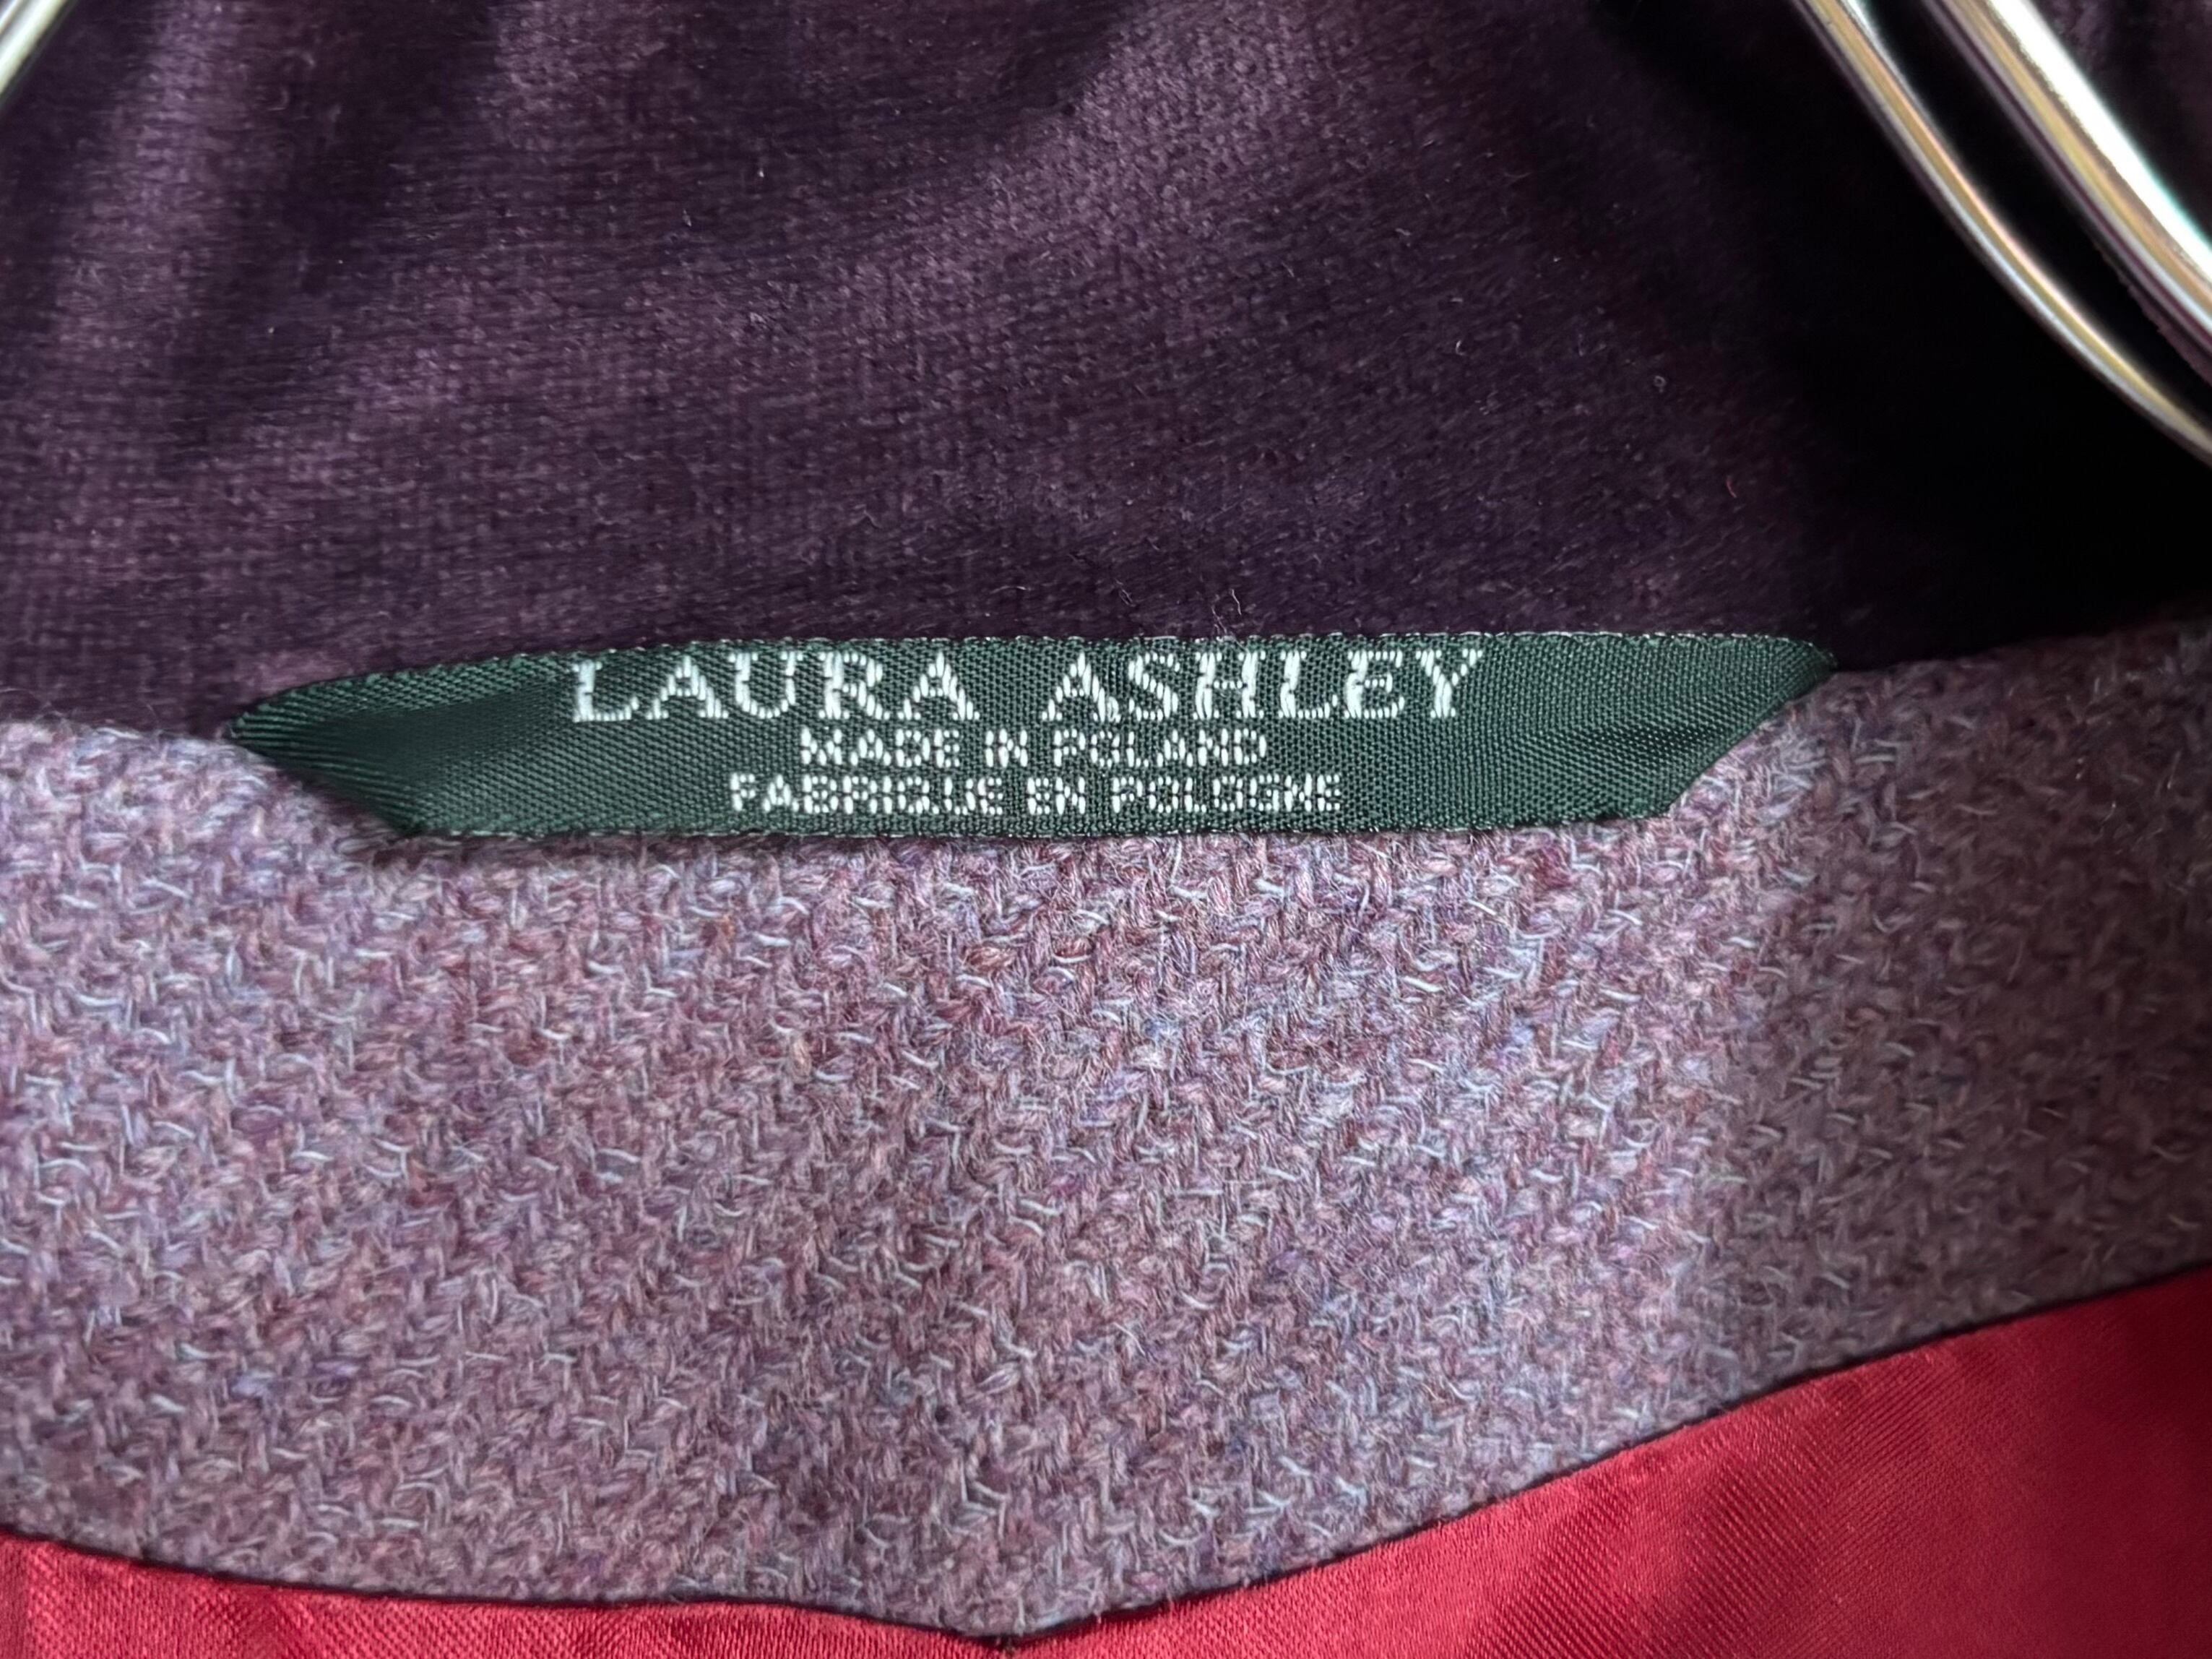 LAURA ASHLEY
MADE IN POLAND
FABRIQUE EN POLOGNE